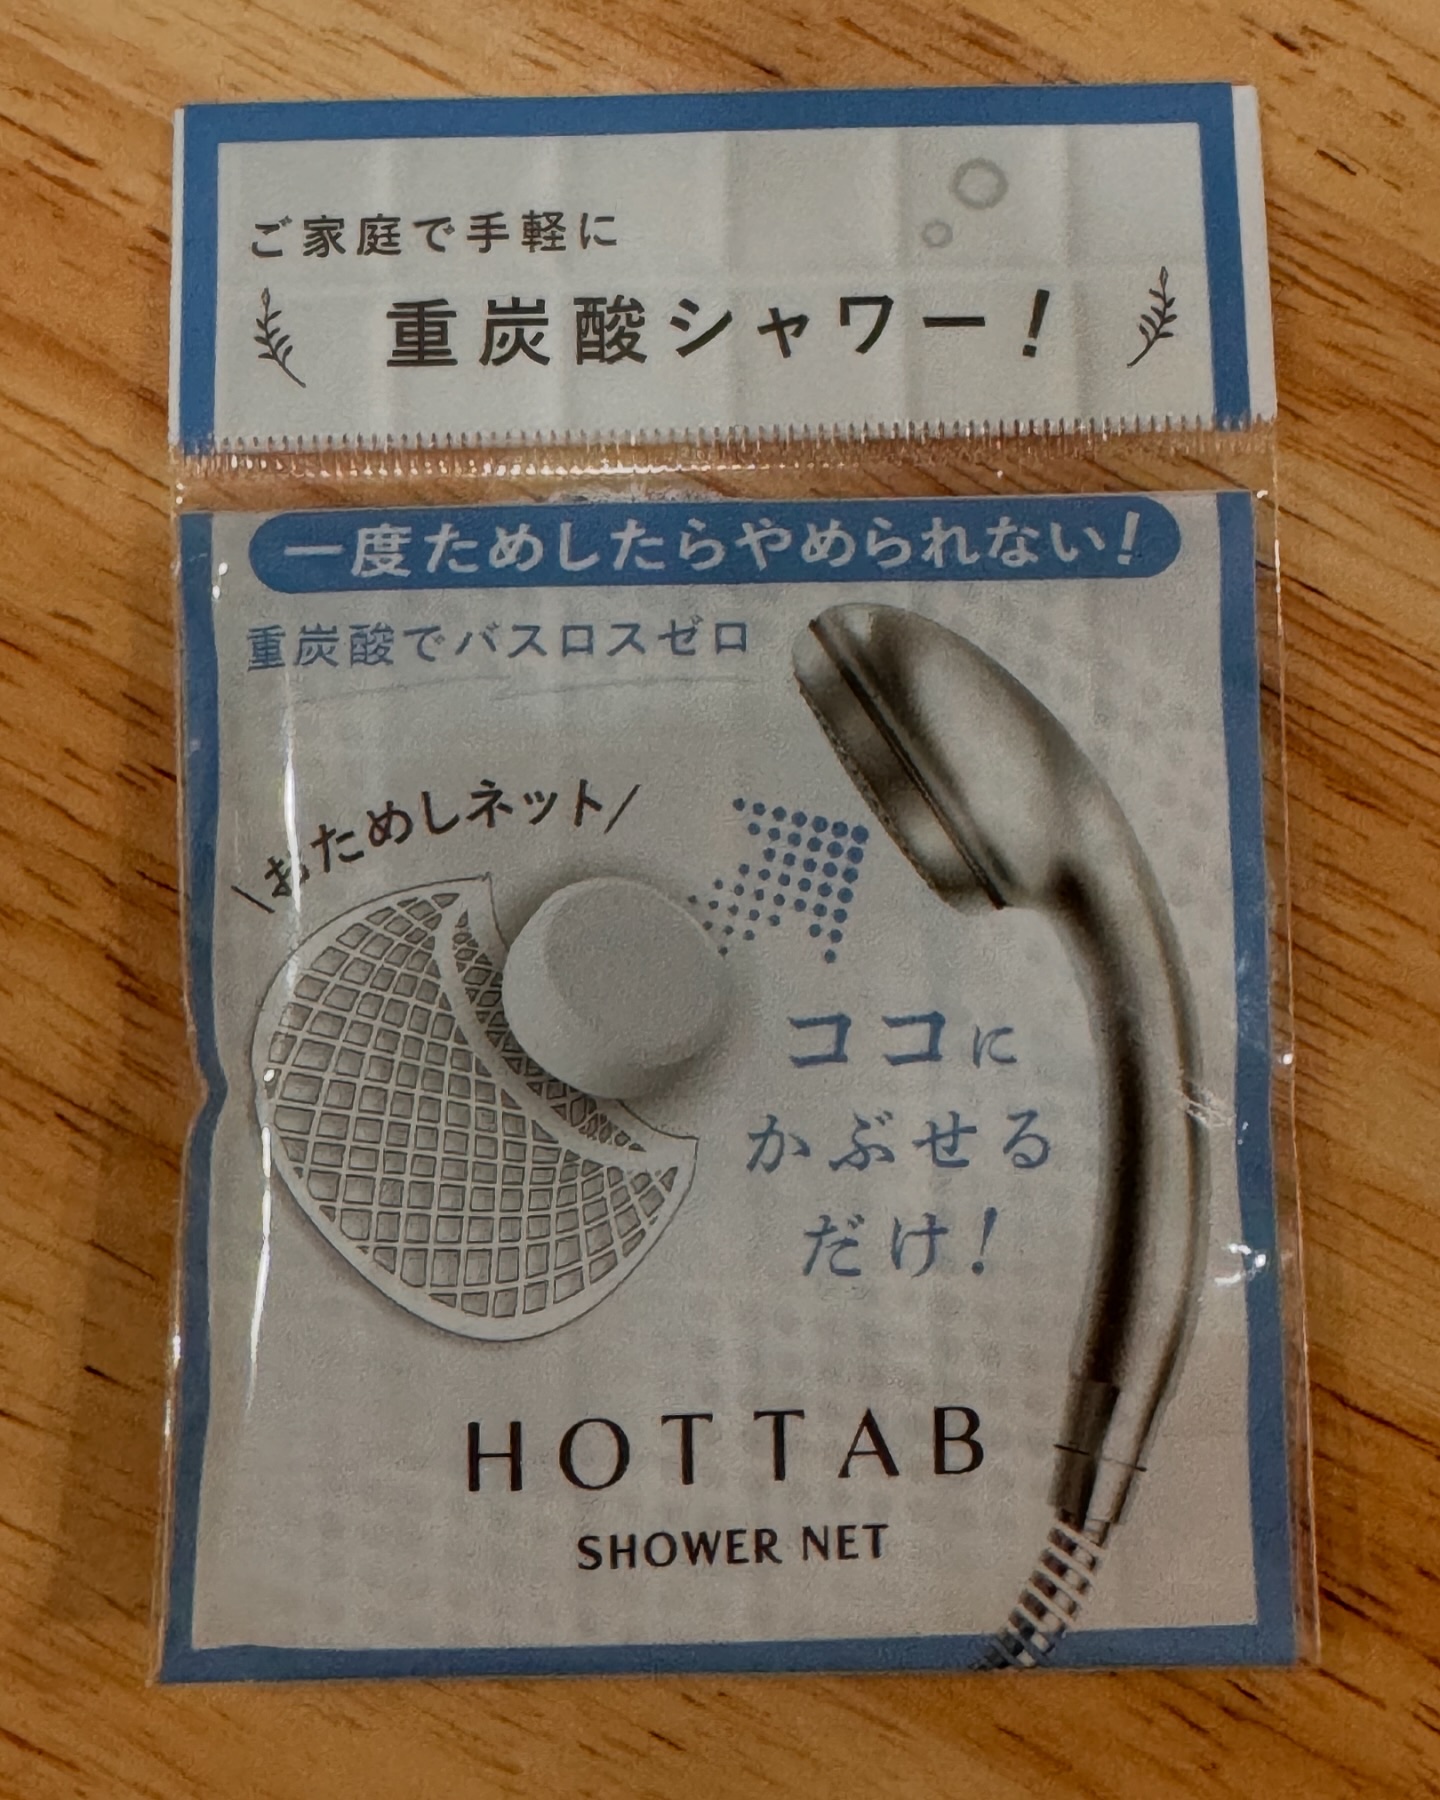 ご家庭で手軽に
重炭酸シャワー!
一度ためしたらやめられない!
重炭酸でバスロスゼロ
\おためしネット/
ココに
かぶせる
だけ!
HOTTAB
SHOWER NET